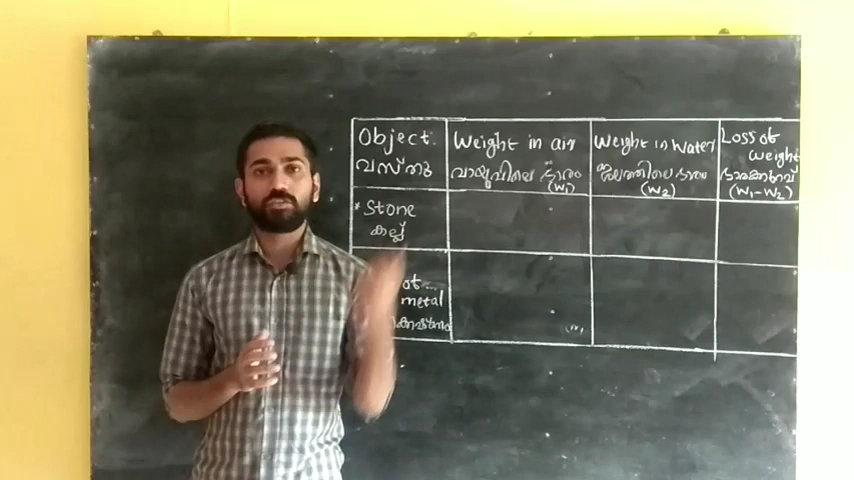 Object:
വസ്തു
Weight in air
വായുവിലെ ഭാരം
(W₁)
Weight in Water
ജലത്തിലെ ഭാരം
(W₂)
Loss of
weight
ഭാരക്കുറവ്
(W₁-W₂)
* Stone
കല്ല്
of
metal